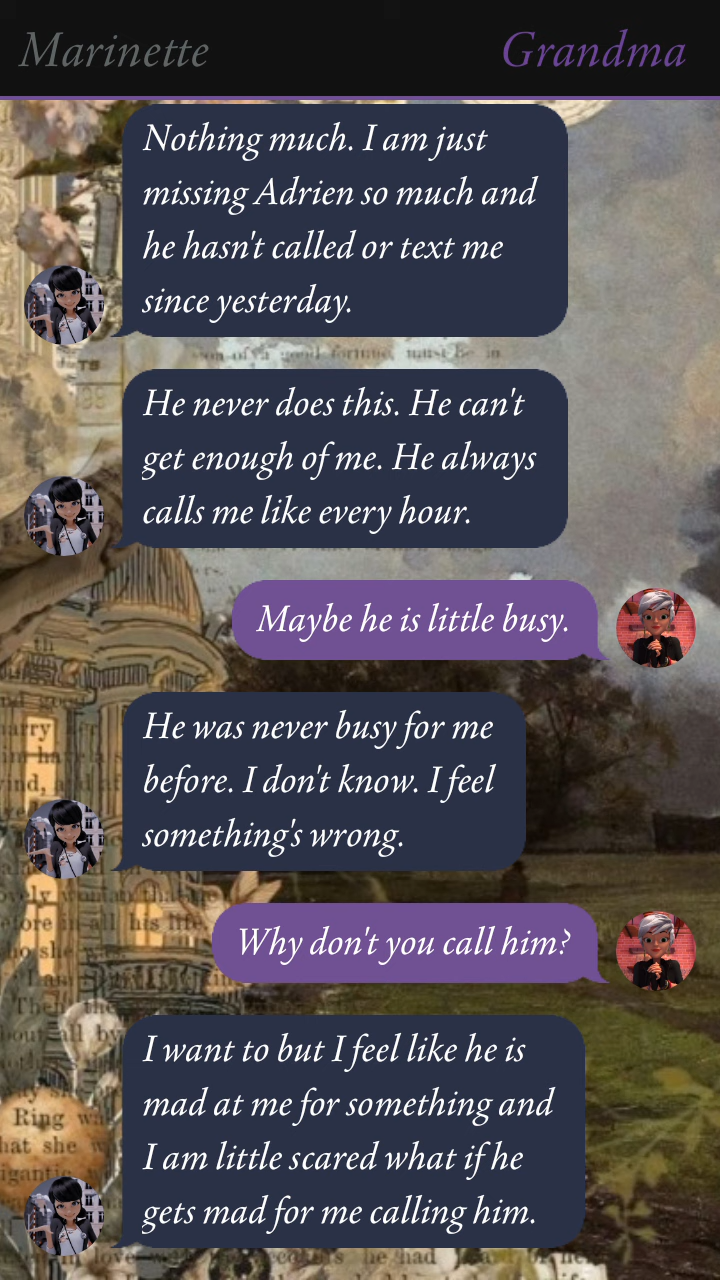 Marinette
Grandma
Nothing much. I am just
missing Adrien so much and
he hasn't called or text me
since yesterday.
He never does this. He can't
get enough of me. He always
calls me like every hour.
Maybe he is little busy.
He was never busy for me
before. I don't know. I feel
something's wrong.
Why don't you call him?
I want to but I feel like he is
mad at me for something and
I am little scared what if he
gets mad for me calling him.